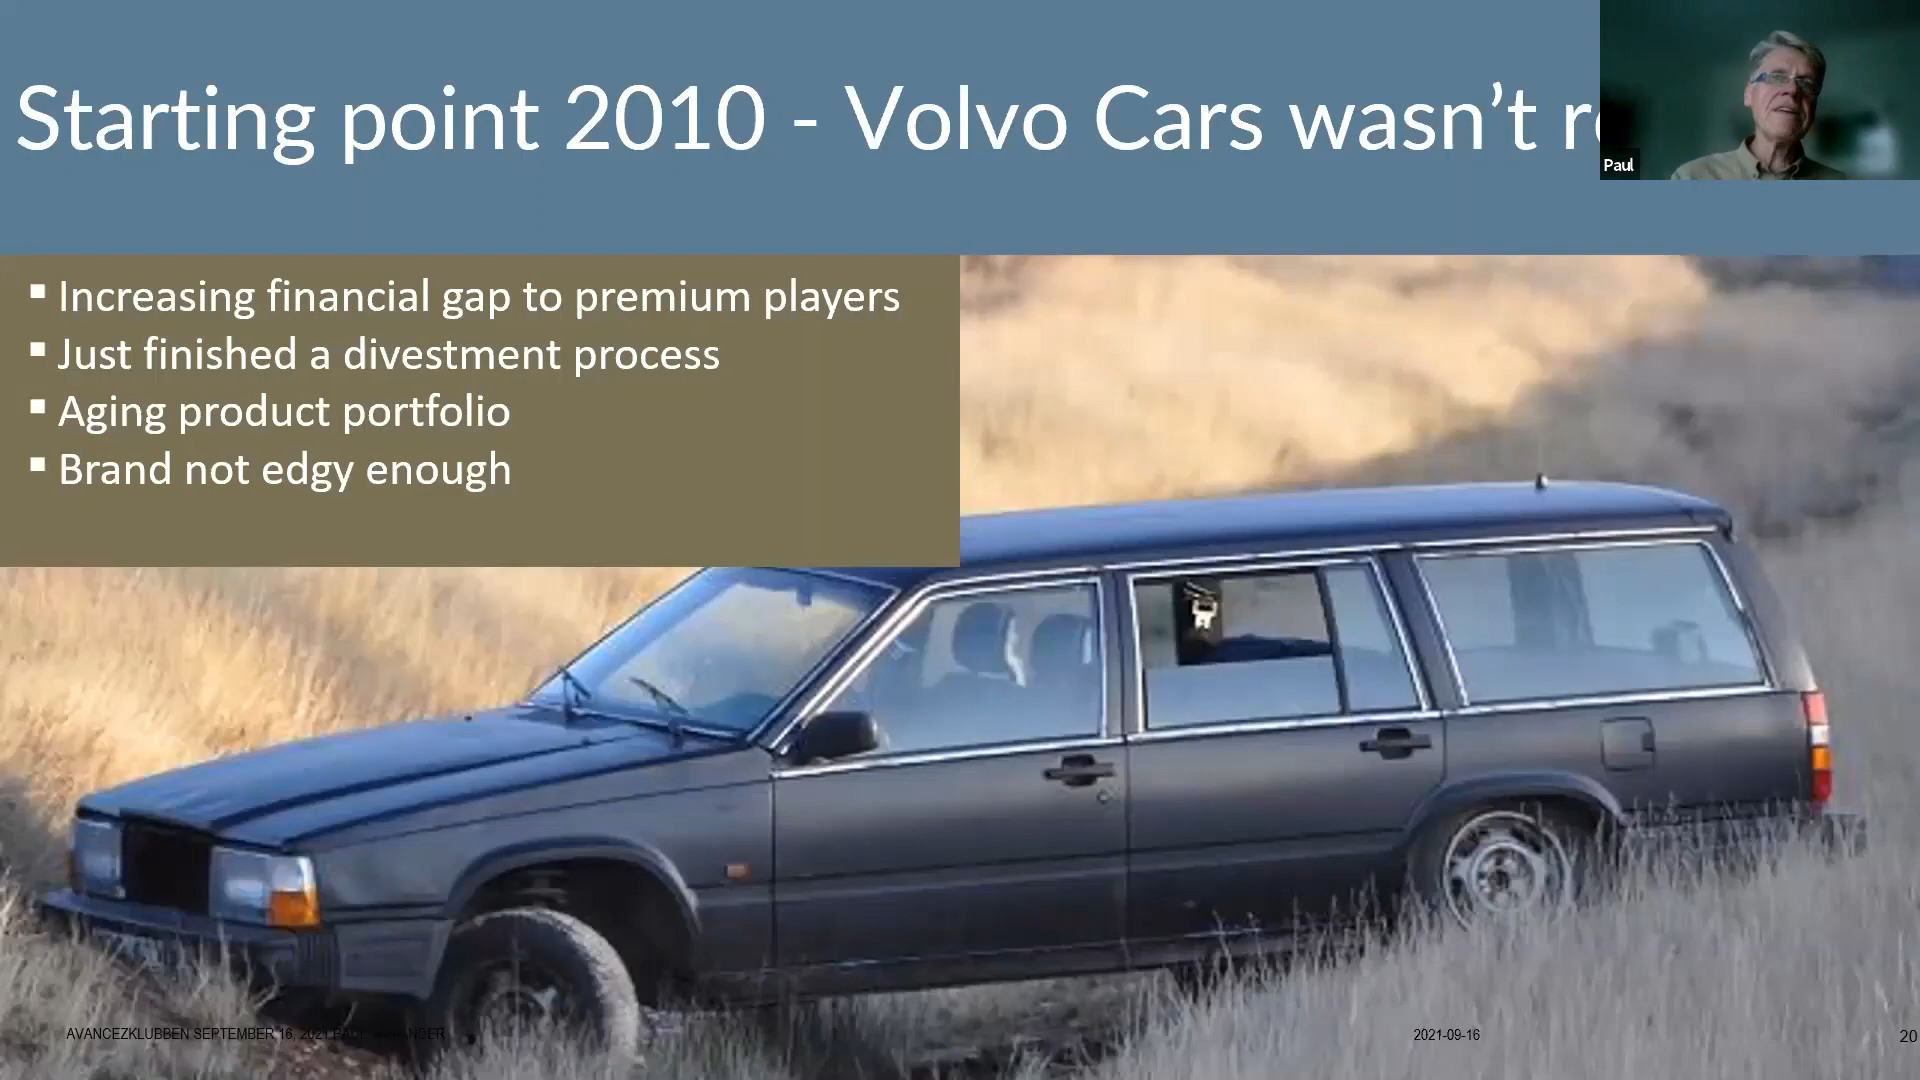 Starting point 2010 - Volvo Cars wasn’t
Paul
▪ Increasing financial gap to premium players
▪ Just finished a divestment process
▪ Aging product portfolio
▪ Brand not edgy enough
AVANCEZKLUBBEN SEPTEMBER 16, 2021
2021-09-16
20